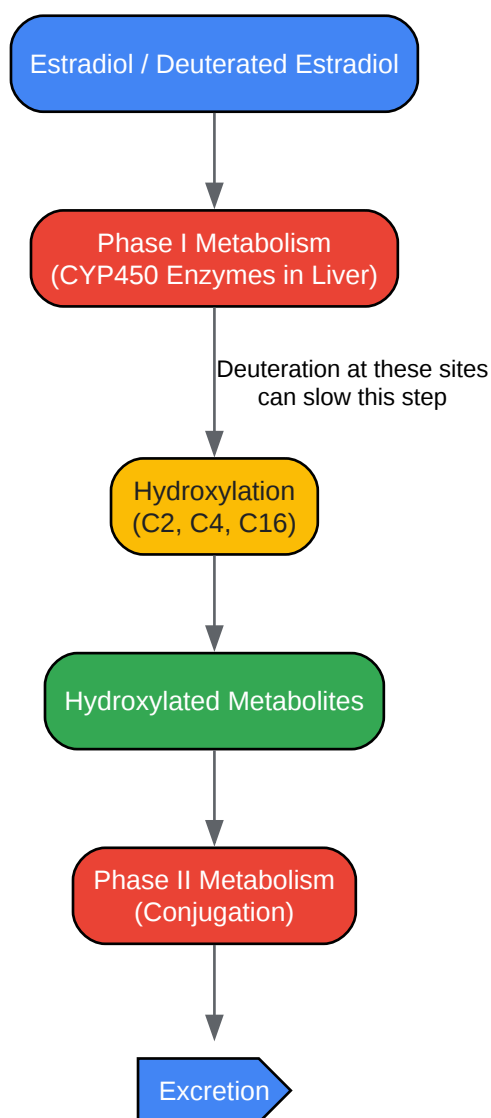 Estradiol / Deuterated Estradiol
Phase I Metabolism
(CYP450 Enzymes in Liver)
Deuteration at these sites
can slow this step
Hydroxylation
(C2, C4, C16)
Hydroxylated Metabolites
Phase II Metabolism
(Conjugation)
Excretion